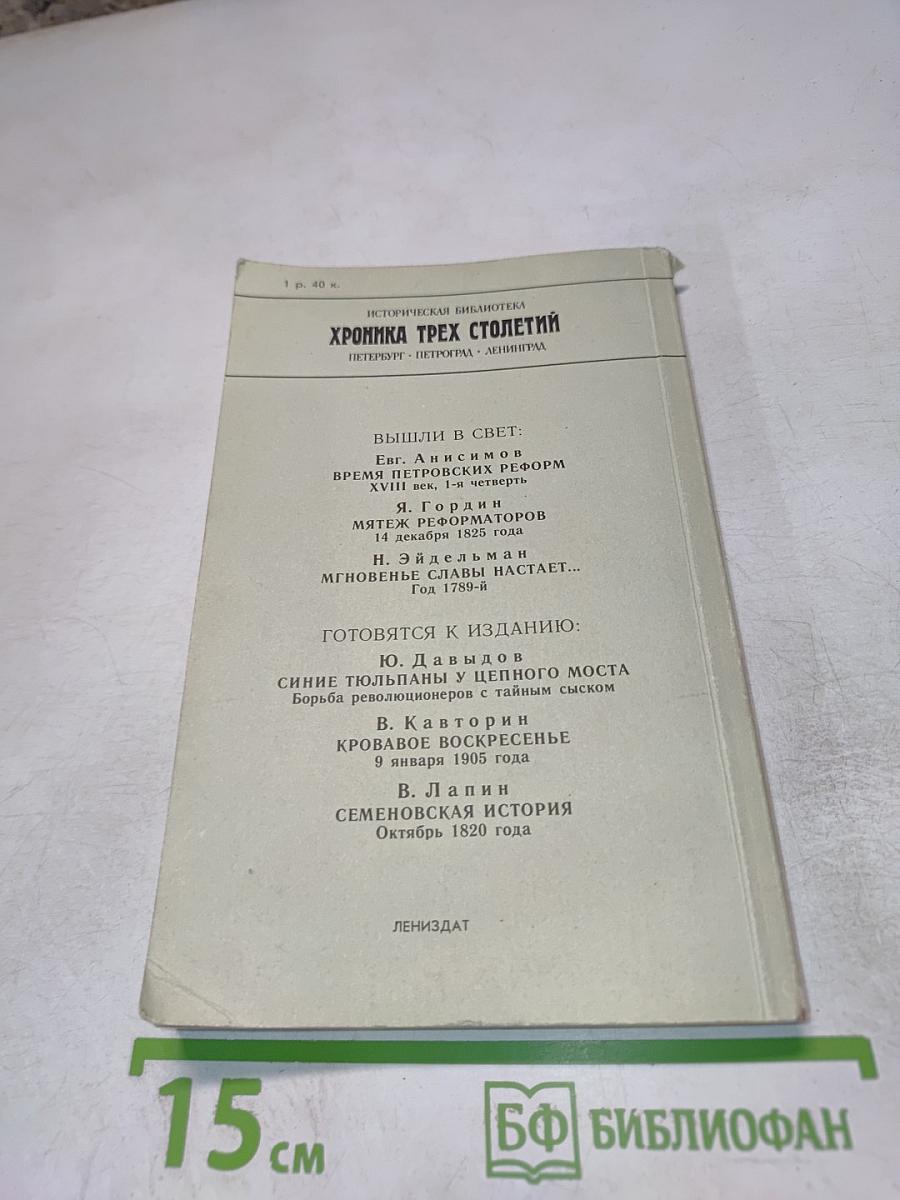 1 р. 40 к.
ИСТОРИЧЕСКАЯ БИБЛИОТЕКА
ХРОНИКА ТРЕХ СТОЛЕТИЙ
ПЕТЕРБУРГ · ПЕТРОГРАД · ЛЕНИНГРАД
ВЫШЛИ В СВЕТ:
Евг. Анисимов
ВРЕМЯ ПЕТРОВСКИХ РЕФОРМ
XVIII век, 1-я четверть
Я. Гордин
МЯТЕЖ РЕФОРМАТОРОВ
14 декабря 1825 года
Н. Эйдельман
МГНОВЕНЬЕ СЛАВЫ НАСТАЕТ...
Год 1789-й
ГОТОВЯТСЯ К ИЗДАНИЮ:
Ю. Давыдов
СИНИЕ ТЮЛЬПАНЫ У ЦЕПНОГО МОСТА
Борьба революционеров с тайным сыском
В. Кавторин
КРОВАВОЕ ВОСКРЕСЕНЬЕ
9 января 1905 года
В. Лапин
СЕМЕНОВСКАЯ ИСТОРИЯ
Октябрь 1820 года
ЛЕНИЗДАТ
15 см
БФ БИБЛИОФАН